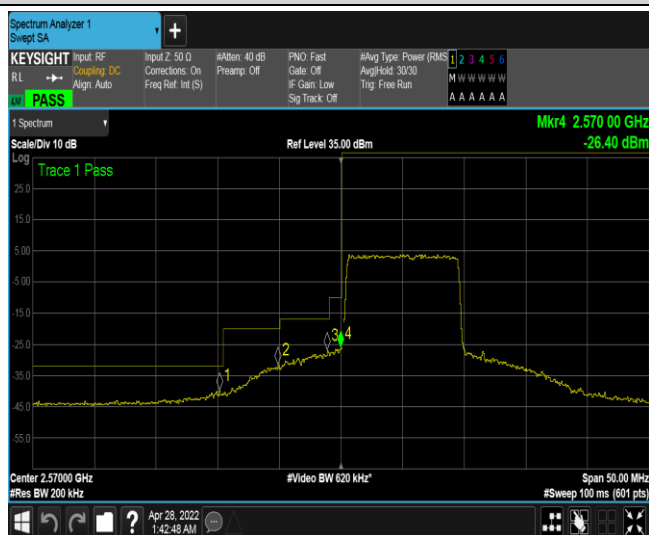 Spectrum Analyzer 1
Swept SA
+
KEYSIGHT Input: RF Input Z: 50 Ω #Atten: 40 dB PNO: Fast #Avg Type: Power (RMS 1 2 3 4 5 6
RL Coupling: DC Corrections: On Preamp: Off Gate: Off Avg|Hold: 30/30 M W W W W W
Align: Auto Freq Ref: Int (S) IF Gain: Low Trig: Free Run
LW PASS Sig Track: Off A A A A A A
1 Spectrum Mkr4 2.570 00 GHz
Scale/Div 10 dB Ref Level 35.00 dBm -26.40 dBm
Log
Trace 1 Pass
25.0
15.0
5.00
-5.00
-15.0
-25.0
3 4
2
-35.0
1
-45.0
-55.0
Center 2.57000 GHz #Video BW 620 kHz* Span 50.00 MHz
#Res BW 200 kHz #Sweep 100 ms (601 pts)
? Apr 28, 2022
1:42:48 AM